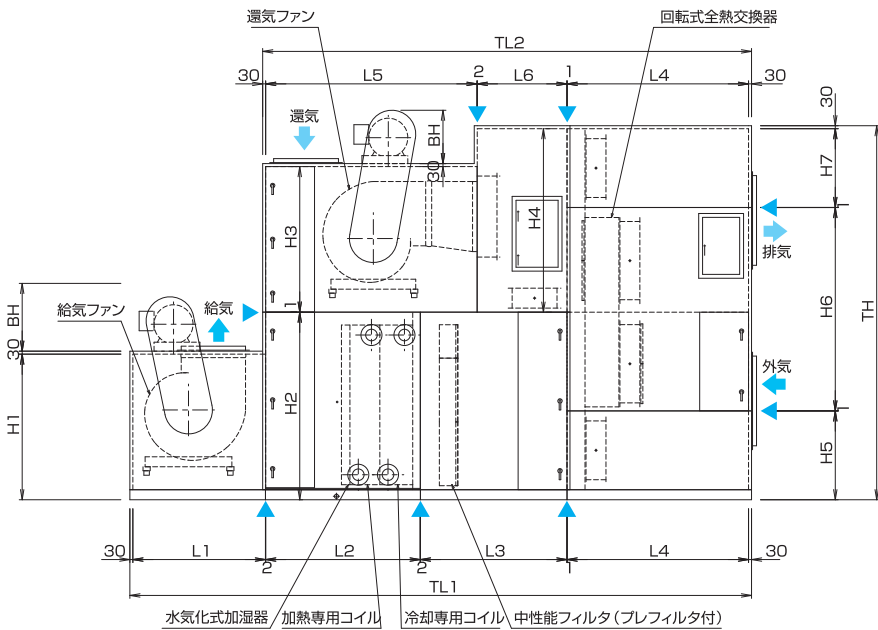 還気ファン
回転式全熱交換器
TL2
30
L5
2
L6
1
L4
30
還気
BH
30
30
H7
H3
H4
排気
BH
給気ファン
給気
1
30
H6
TH
外気
H1
H2
H5
30
L1
2
L2
2
L3
1
L4
30
TL1
水気化式加湿器
加熱専用コイル
冷却専用コイル
中性能フィルタ（プレフィルタ付）